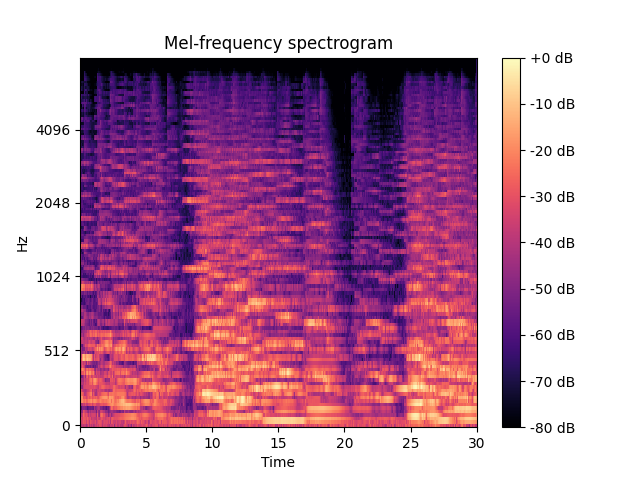 Mel-frequency spectrogram
Hz
4096
2048
1024
512
0
0 5 10 15 20 25 30
Time
+0 dB
-10 dB
-20 dB
-30 dB
-40 dB
-50 dB
-60 dB
-70 dB
-80 dB